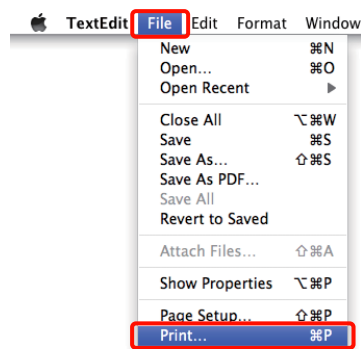 TextEdit File Edit Format Window
New ⌘N
Open... ⌘O
Open Recent ▶
Close All ⌥⌘W
Save ⌘S
Save As... ⇧⌘S
Save As PDF...
Save All
Revert to Saved
Attach Files... ⇧⌘A
Show Properties ⌥⌘P
Page Setup... ⇧⌘P
Print... ⌘P